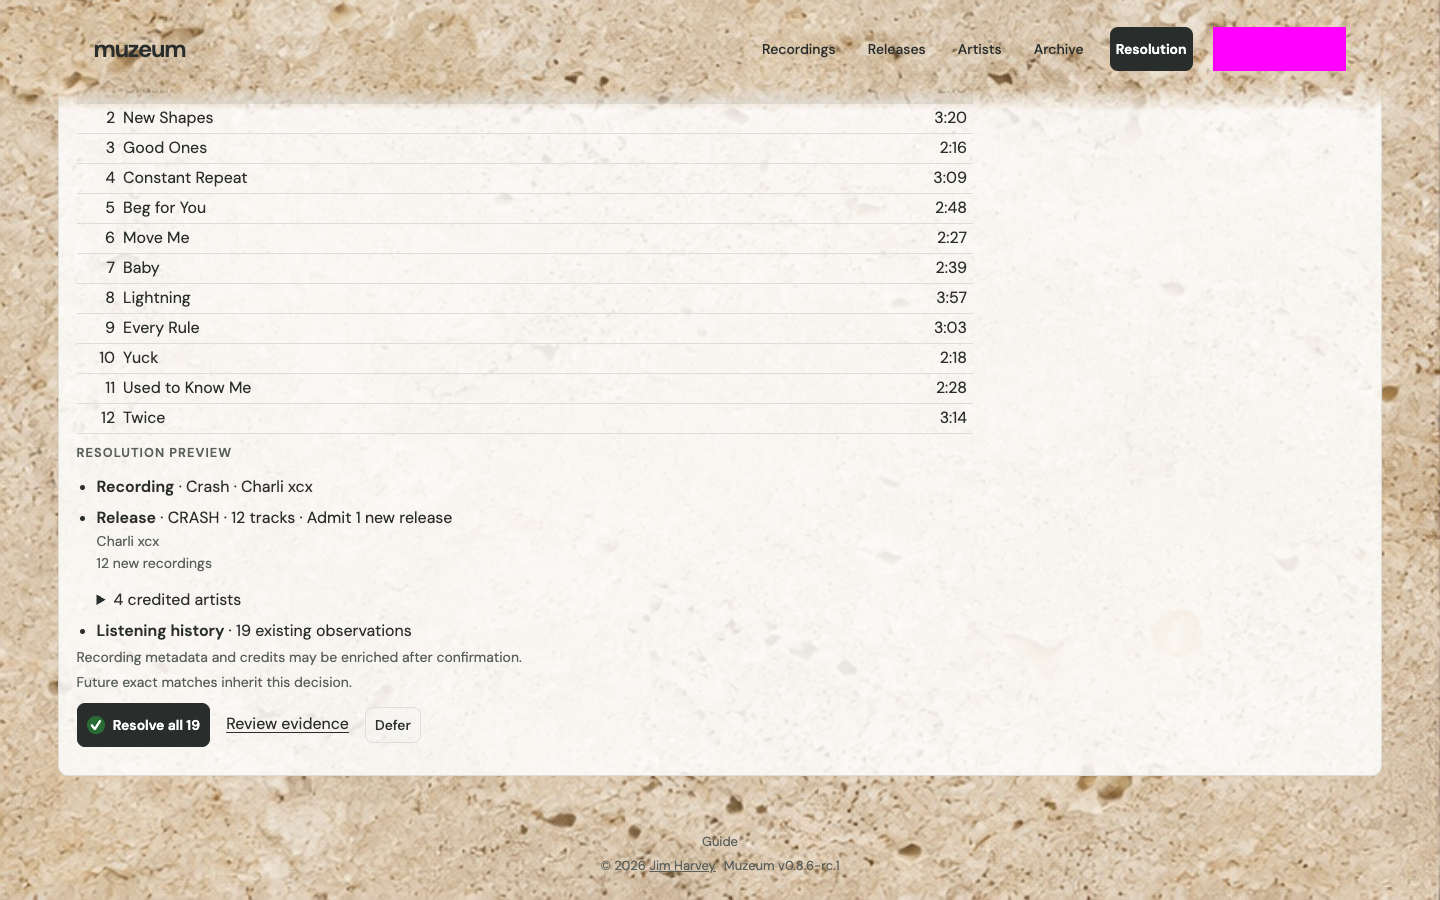 muzeum
Recordings Releases Artists Archive Resolution
2 New Shapes 3:20
3 Good Ones 2:16
4 Constant Repeat 3:09
5 Beg for You 2:48
6 Move Me 2:27
7 Baby 2:39
8 Lightning 3:57
9 Every Rule 3:03
10 Yuck 2:18
11 Used to Know Me 2:28
12 Twice 3:14
RESOLUTION PREVIEW
• Recording · Crash · Charli xcx
• Release · CRASH · 12 tracks · Admit 1 new release
Charli xcx
12 new recordings
▶ 4 credited artists
• Listening history · 19 existing observations
Recording metadata and credits may be enriched after confirmation.
Future exact matches inherit this decision.
Resolve all 19 Review evidence Defer
Guide
© 2026 Jim Harvey Muzeum v0.8.6-rc.1